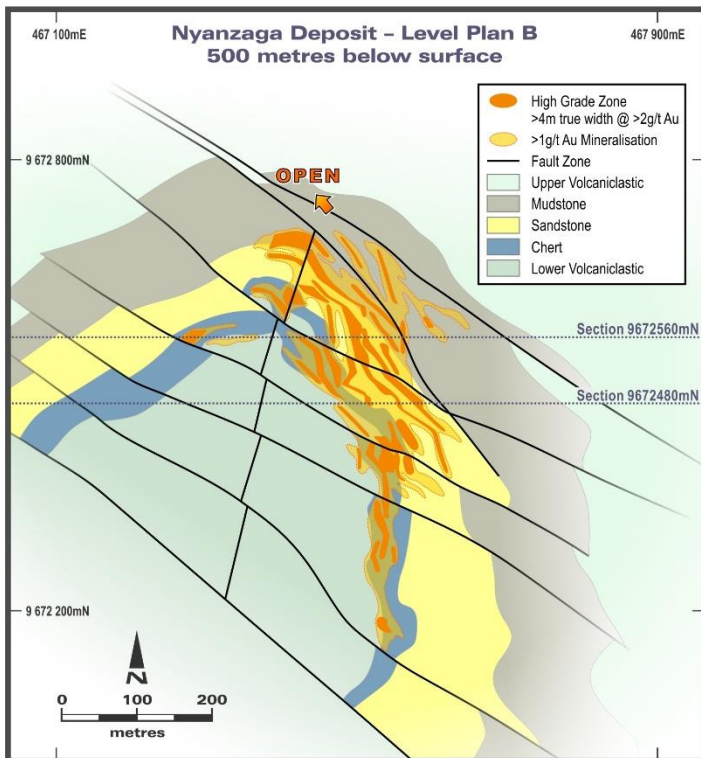 467 100mE
Nyanzaga Deposit – Level Plan B
500 metres below surface
467 900mE
High Grade Zone
>4m true width @ >2g/t Au
>1g/t Au Mineralisation
Fault Zone
Upper Volcaniclastic
Mudstone
Sandstone
Chert
Lower Volcaniclastic
9 672 800mN
OPEN
Section 9672560mN
Section 9672480mN
9 672 200mN
N
0 100 200
metres